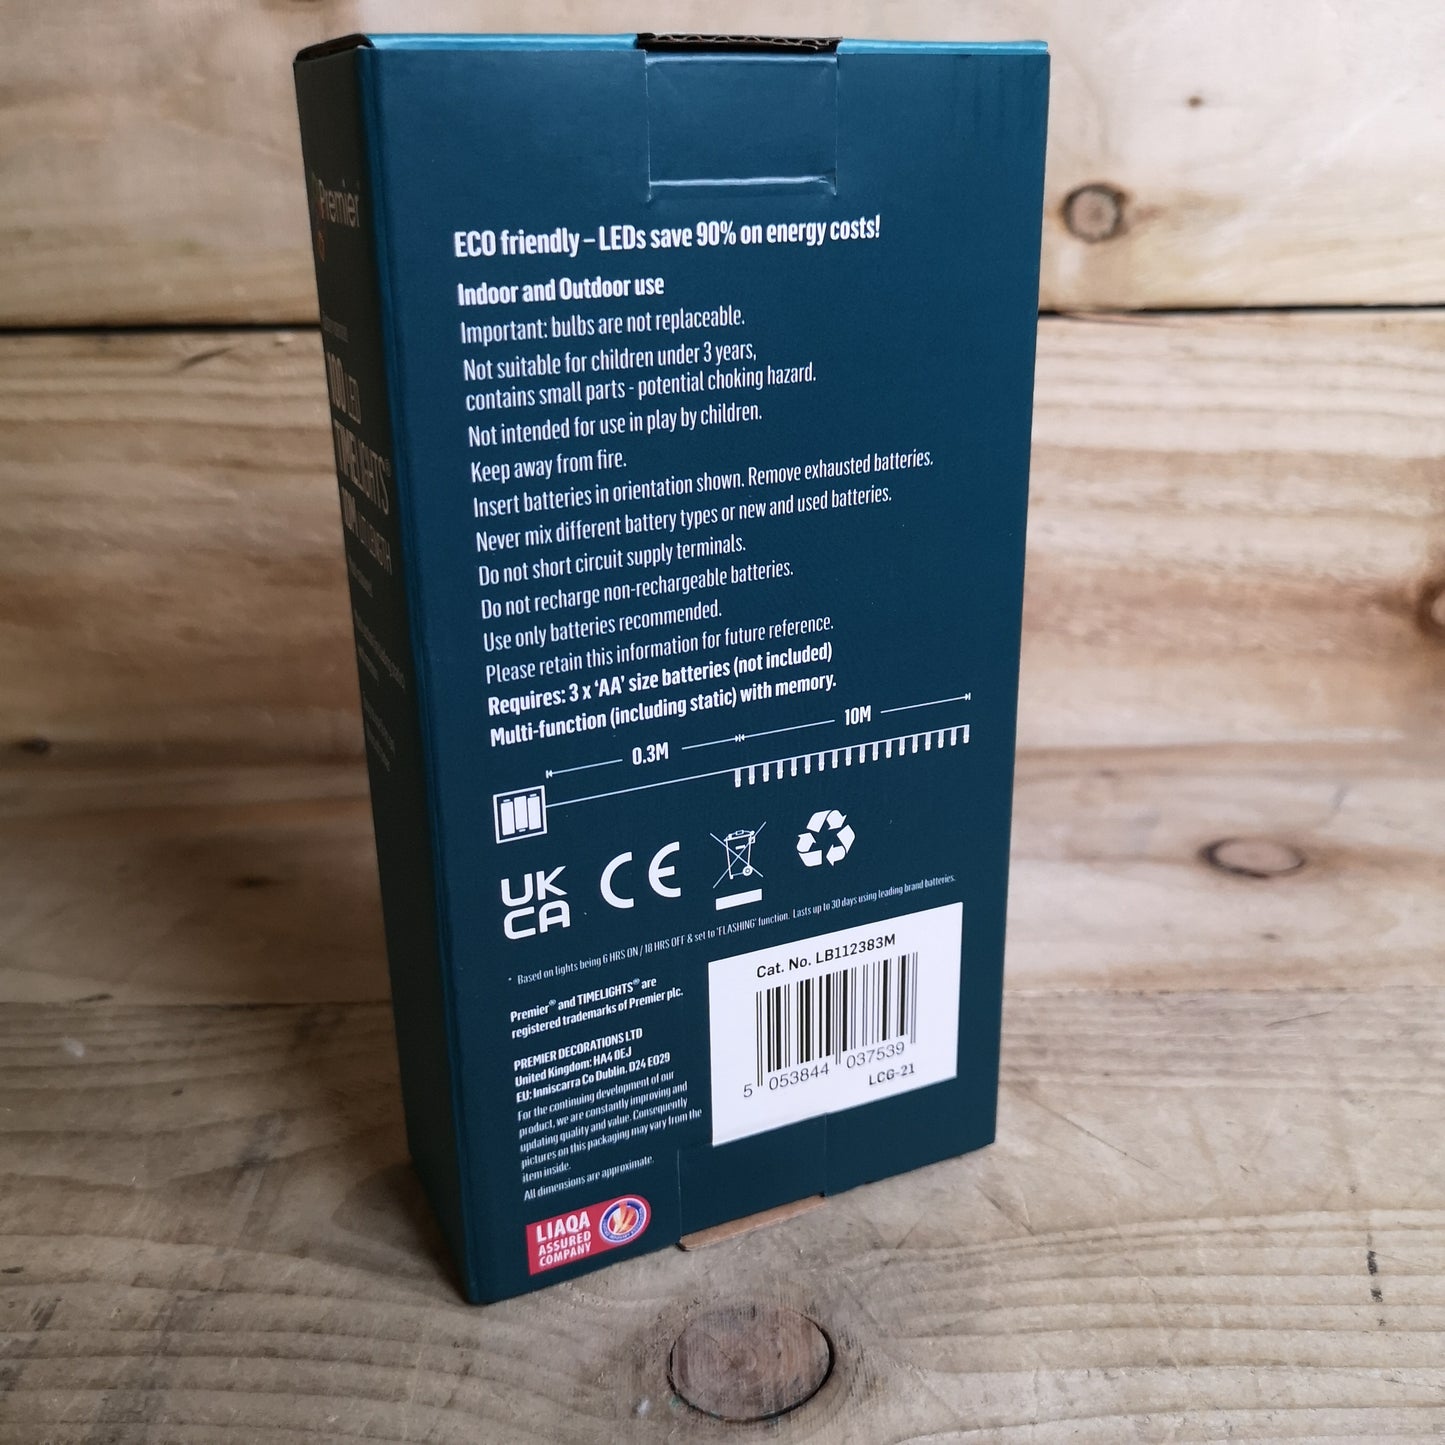 Premier
100 LED
TIMELIGHTS®
10M LIT LENGTH
ECO friendly – LEDs save 90% on energy costs!
Indoor and Outdoor use
Important: bulbs are not replaceable.
Not suitable for children under 3 years,
contains small parts - potential choking hazard.
Not intended for use in play by children.
Keep away from fire.
Insert batteries in orientation shown. Remove exhausted batteries.
Never mix different battery types or new and used batteries.
Do not short circuit supply terminals.
Do not recharge non-rechargeable batteries.
Use only batteries recommended.
Please retain this information for future reference.
Requires: 3 x ‘AA’ size batteries (not included)
Multi-function (including static) with memory.
0.3M
10M
UK
CA
CE
* Based on lights being 6 HRS ON / 18 HRS OFF & set to 'FLASHING' function. Lasts up to 30 days using leading brand batteries.
Premier® and TIMELIGHTS® are
registered trademarks of Premier plc.
PREMIER DECORATIONS LTD
United Kingdom: HA4 0EJ
EU: Inniscarra Co Dublin. D24 E029
For the continuing development of our
product, we are constantly improving and
updating quality and value. Consequently
pictures on this packaging may vary from the
item inside.
All dimensions are approximate.
Cat. No. LB112383M
5 053844 037539
LCG-21
LIAQA
ASSURED
COMPANY